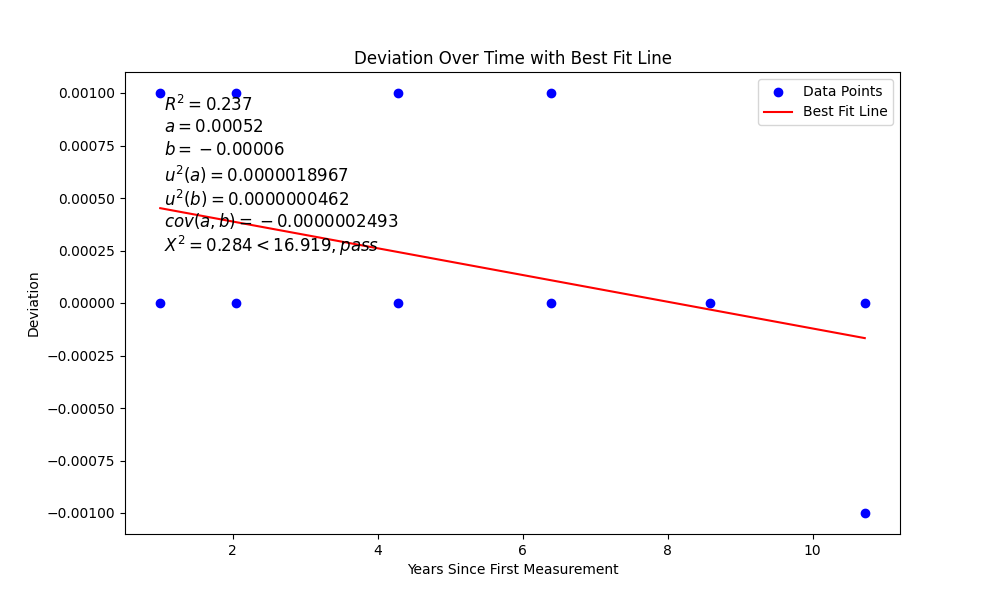 Deviation Over Time with Best Fit Line
0.00100
0.00075
0.00050
0.00025
0.00000
−0.00025
−0.00050
−0.00075
−0.00100
Deviation
R² = 0.237
a = 0.00052
b = −0.00006
u²(a) = 0.0000018967
u²(b) = 0.0000000462
cov(a, b) = −0.0000002493
X² = 0.284 < 16.919, pass
Data Points
Best Fit Line
2 4 6 8 10
Years Since First Measurement